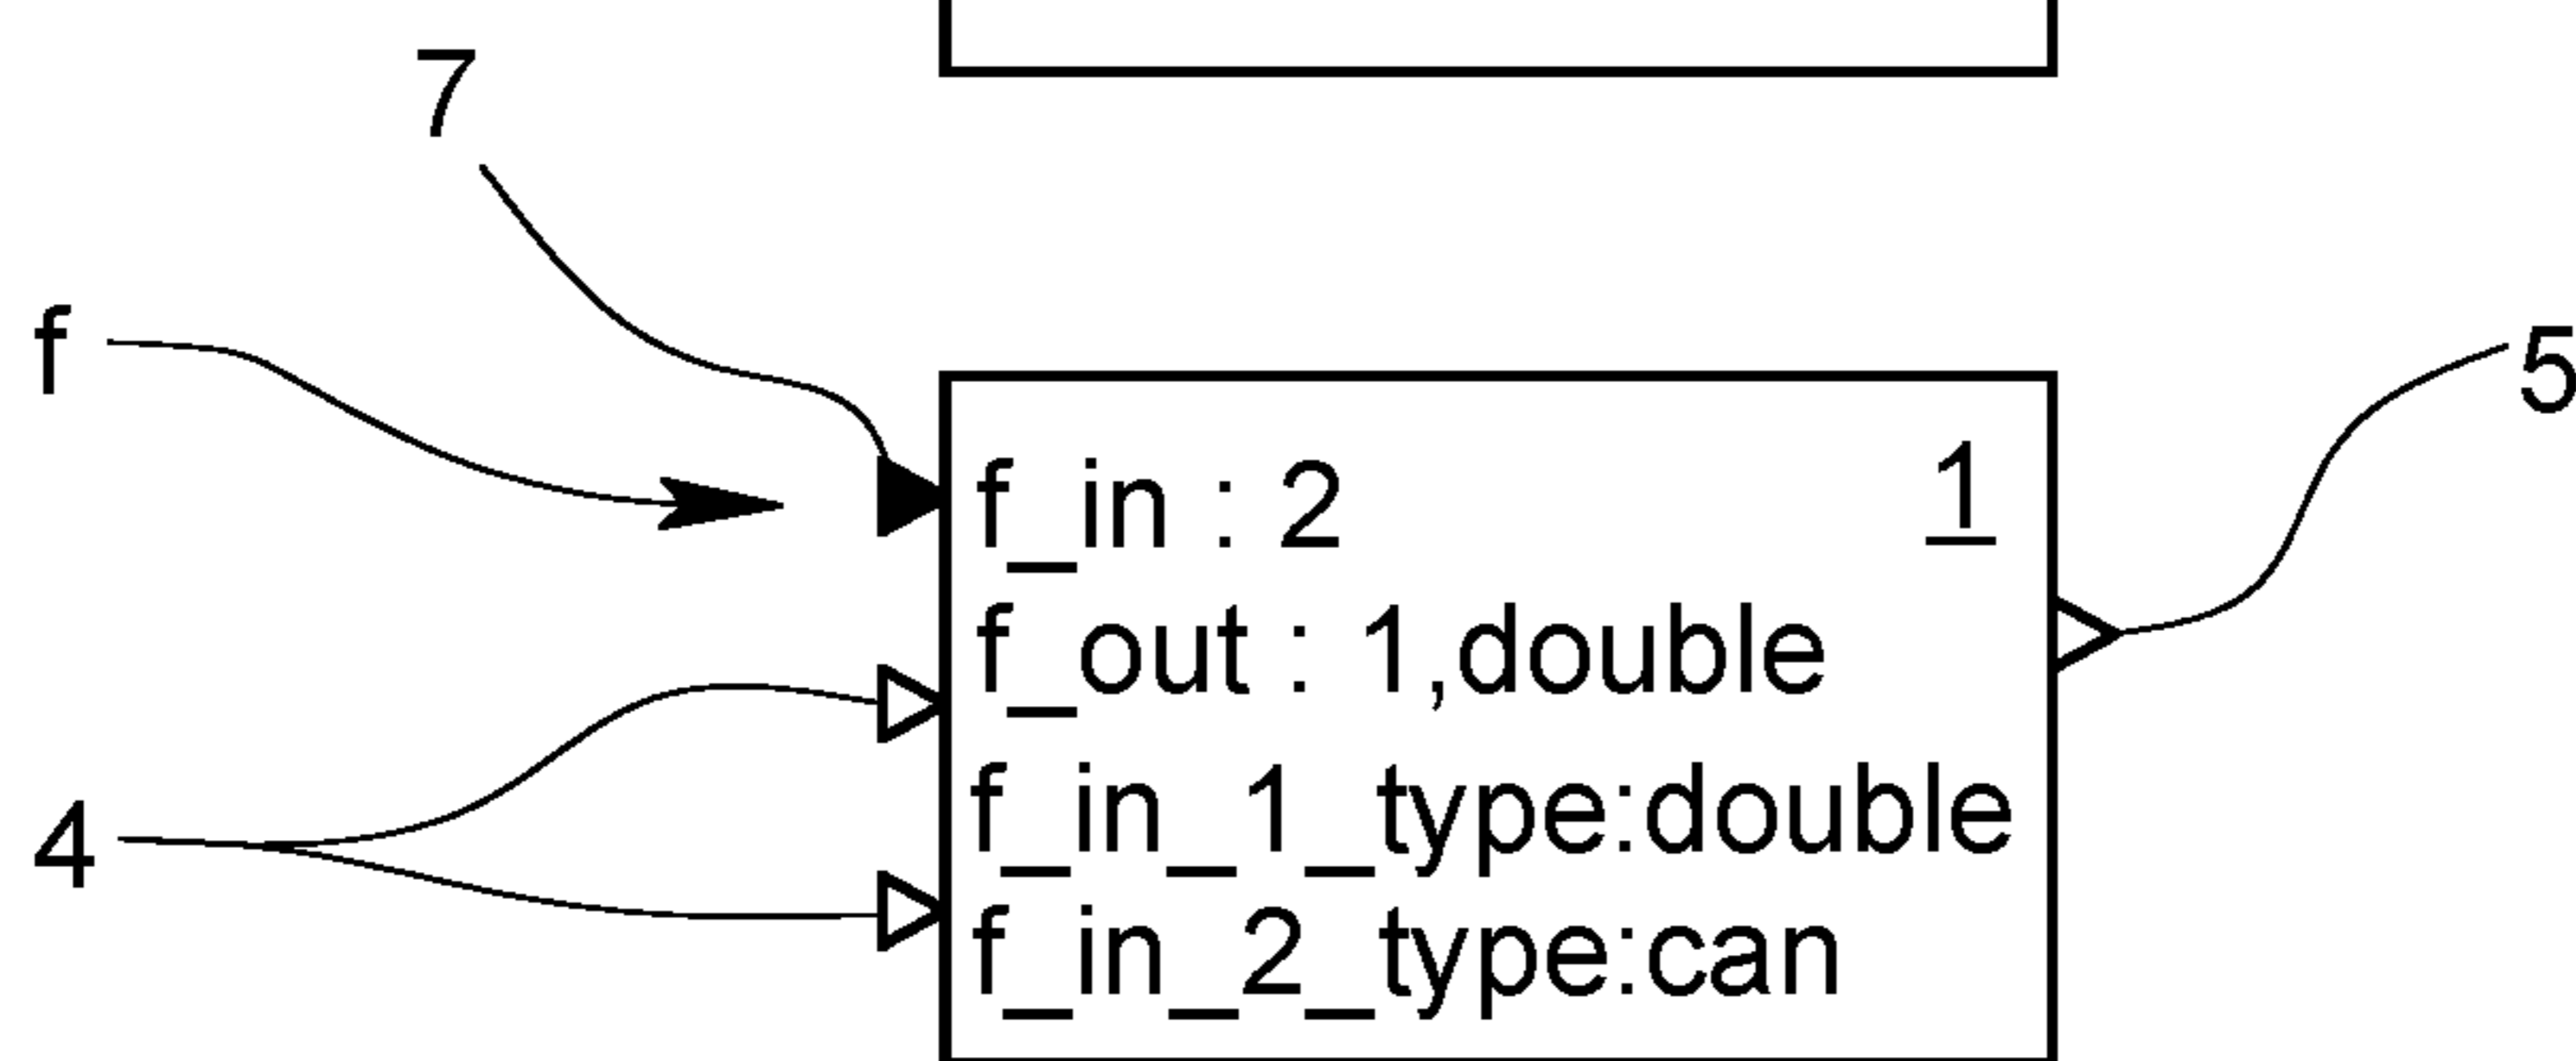 7
f
5
f_in : 2
1
f_out : 1,double
f_in_1_type:double
4
f_in_2_type:can